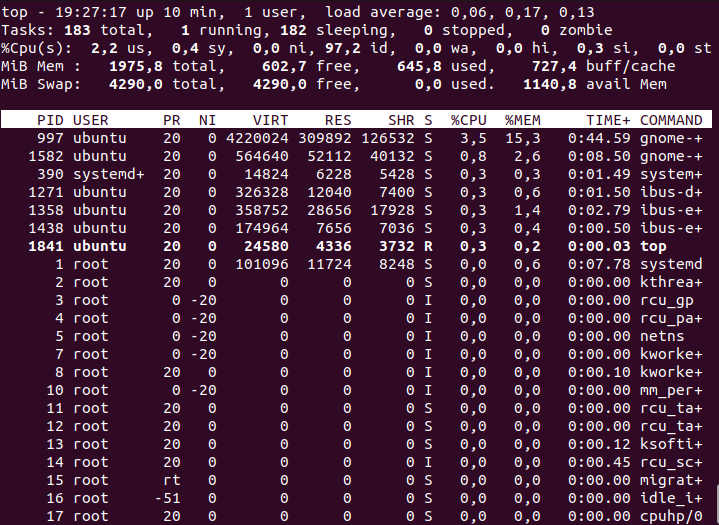 top - 19:27:17 up 10 min,  1 user,  load average: 0,06, 0,17, 0,13
Tasks: 183 total,   1 running, 182 sleeping,   0 stopped,   0 zombie
%Cpu(s):  2,2 us,  0,4 sy,  0,0 ni, 97,2 id,  0,0 wa,  0,0 hi,  0,3 si,  0,0 st
MiB Mem :   1975,8 total,    602,7 free,    645,8 used,    727,4 buff/cache
MiB Swap:   4290,0 total,   4290,0 free,      0,0 used.   1140,8 avail Mem
PID USER      PR  NI    VIRT    RES    SHR S  %CPU  %MEM     TIME+ COMMAND
997 ubuntu    20   0 4220024 309892 126532 S   3,5  15,3   0:44.59 gnome-+
1582 ubuntu    20   0  564640  52112  40132 S   0,8   2,6   0:08.50 gnome-+
390 systemd+  20   0   14824   6228   5428 S   0,3   0,3   0:01.49 system+
1271 ubuntu    20   0  326328  12040   7400 S   0,3   0,6   0:01.50 ibus-d+
1358 ubuntu    20   0  358752  28656  17928 S   0,3   1,4   0:02.79 ibus-e+
1438 ubuntu    20   0  174964   7656   7036 S   0,3   0,4   0:00.50 ibus-e+
1841 ubuntu    20   0   24580   4336   3732 R   0,3   0,2   0:00.03 top
1 root      20   0  101096  11724   8248 S   0,0   0,6   0:07.78 systemd
2 root      20   0       0      0      0 S   0,0   0,0   0:00.00 kthrea+
3 root       0 -20       0      0      0 I   0,0   0,0   0:00.00 rcu_gp
4 root       0 -20       0      0      0 I   0,0   0,0   0:00.00 rcu_pa+
5 root       0 -20       0      0      0 I   0,0   0,0   0:00.00 netns
7 root       0 -20       0      0      0 I   0,0   0,0   0:00.00 kworke+
8 root      20   0       0      0      0 I   0,0   0,0   0:00.10 kworke+
10 root       0 -20       0      0      0 I   0,0   0,0   0:00.00 mm_per+
11 root      20   0       0      0      0 S   0,0   0,0   0:00.00 rcu_ta+
12 root      20   0       0      0      0 S   0,0   0,0   0:00.00 rcu_ta+
13 root      20   0       0      0      0 S   0,0   0,0   0:00.12 ksofti+
14 root      20   0       0      0      0 I   0,0   0,0   0:00.45 rcu_sc+
15 root      rt   0       0      0      0 S   0,0   0,0   0:00.00 migrat+
16 root     -51   0       0      0      0 S   0,0   0,0   0:00.00 idle_i+
17 root      20   0       0      0      0 S   0,0   0,0   0:00.00 cpuhp/0